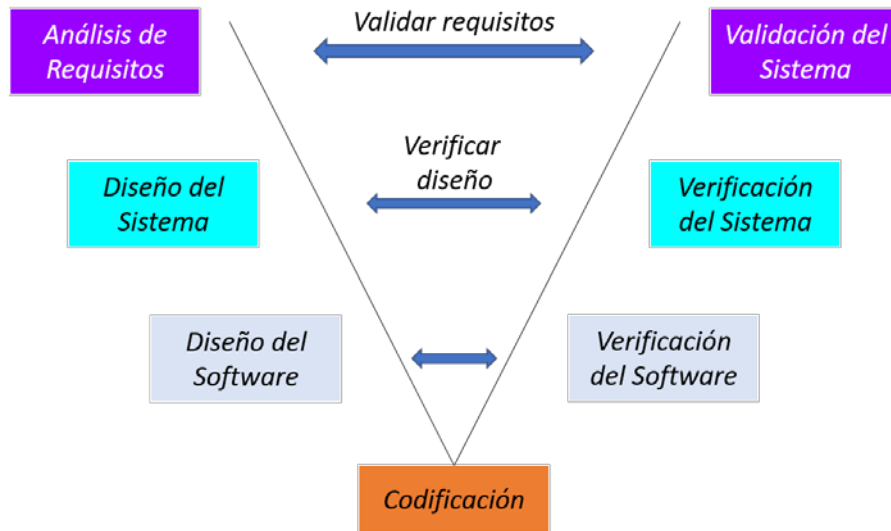 Análisis de
Requisitos
Validar requisitos
Validación del
Sistema
Diseño del
Sistema
Verificar
diseño
Verificación
del Sistema
Diseño del
Software
Verificación
del Software
Codificación